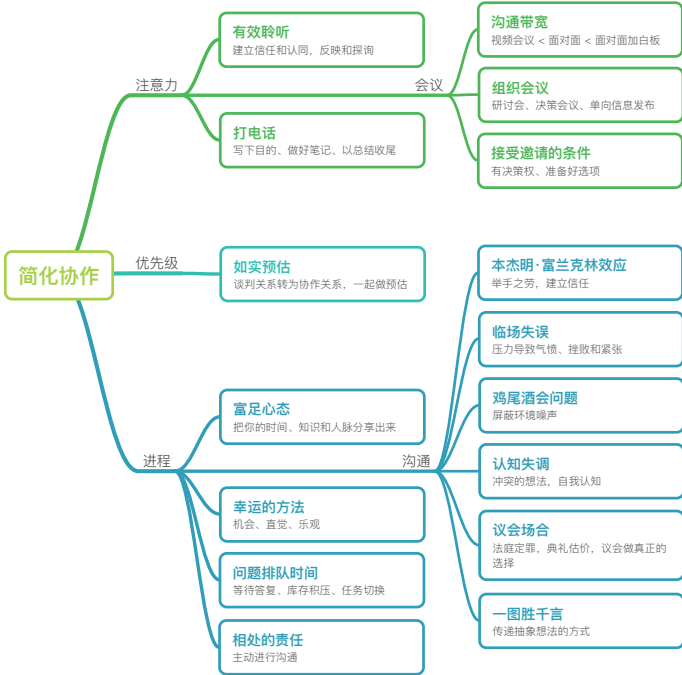 简化协作
注意力
有效聆听
建立信任和认同，反映和探询
打电话
写下目的、做好笔记、以总结收尾
会议
沟通带宽
视频会议 < 面对面 < 面对面加白板
组织会议
研讨会、决策会议、单向信息发布
接受邀请的条件
有决策权、准备好选项
优先级
如实预估
谈判关系转为协作关系，一起做预估
进程
富足心态
把你的时间、知识和人脉分享出来
幸运的方法
机会、直觉、乐观
问题排队时间
等待答复、库存积压、任务切换
相处的责任
主动进行沟通
沟通
本杰明·富兰克林效应
举手之劳，建立信任
临场失误
压力导致气愤、挫败和紧张
鸡尾酒会问题
屏蔽环境噪声
认知失调
冲突的想法，自我认知
议会场合
法庭定罪，典礼估价，议会做真正的
选择
一图胜千言
传递抽象想法的方式